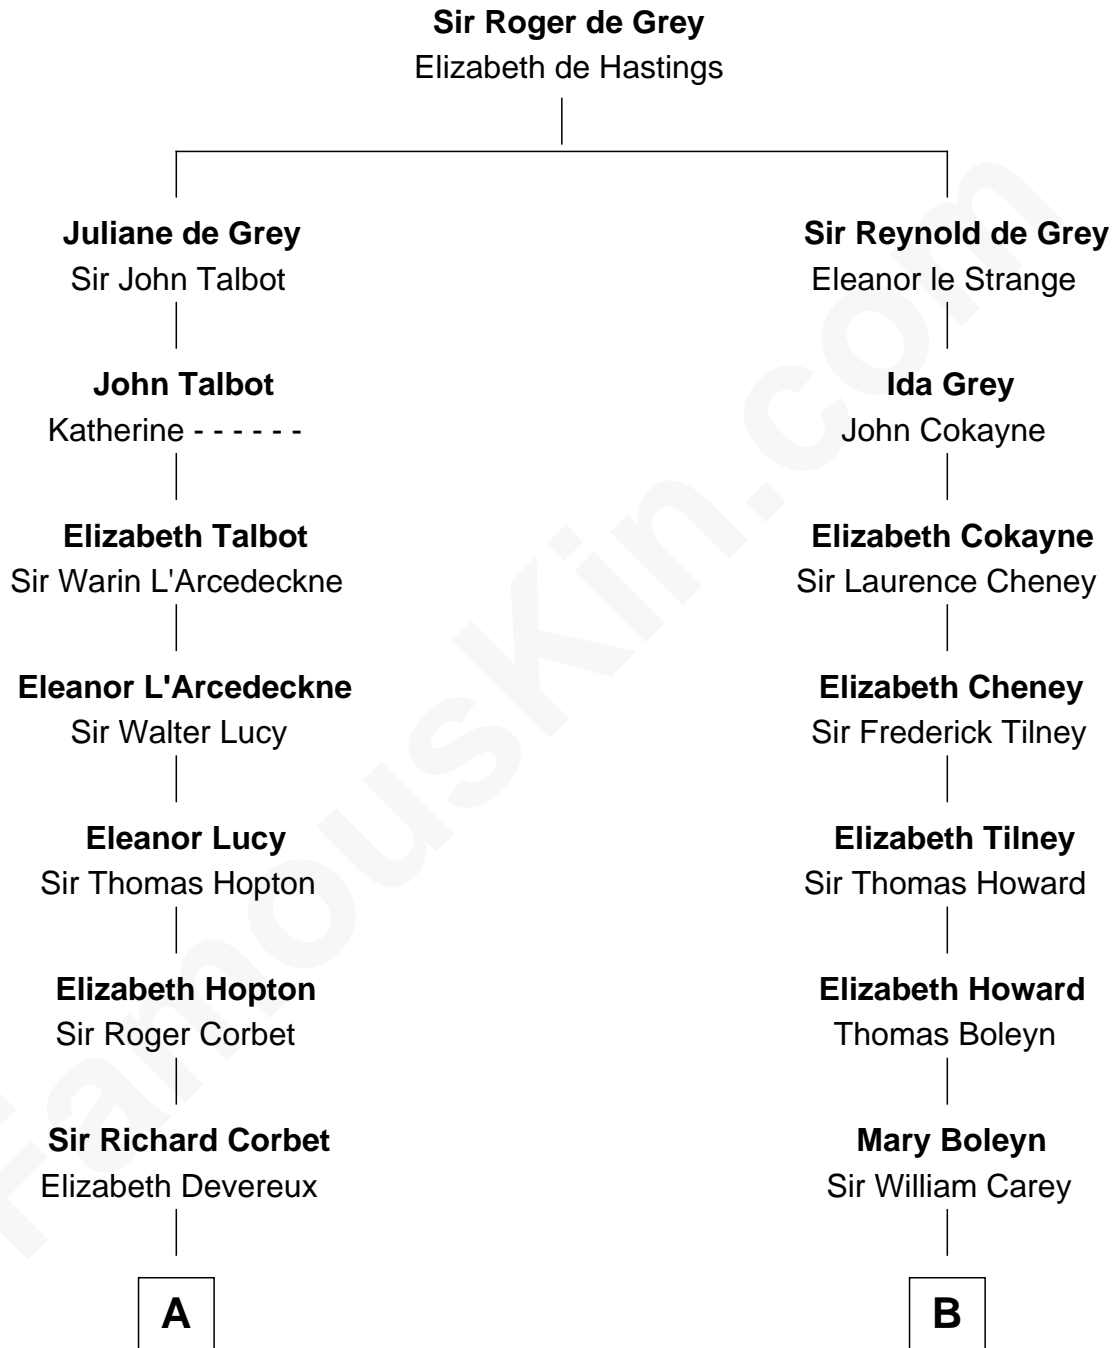 Sir Roger de Grey
Elizabeth de Hastings
Juliane de Grey
Sir John Talbot
John Talbot
Katherine - - - - - -
Elizabeth Talbot
Sir Warin L'Arcedeckne
Eleanor L'Arcedeckne
Sir Walter Lucy
Eleanor Lucy
Sir Thomas Hopton
Elizabeth Hopton
Sir Roger Corbet
Sir Richard Corbet
Elizabeth Devereux
A
Sir Reynold de Grey
Eleanor le Strange
Ida Grey
John Cokayne
Elizabeth Cokayne
Sir Laurence Cheney
Elizabeth Cheney
Sir Frederick Tilney
Elizabeth Tilney
Sir Thomas Howard
Elizabeth Howard
Thomas Boleyn
Mary Boleyn
Sir William Carey
B
FamousKin.com